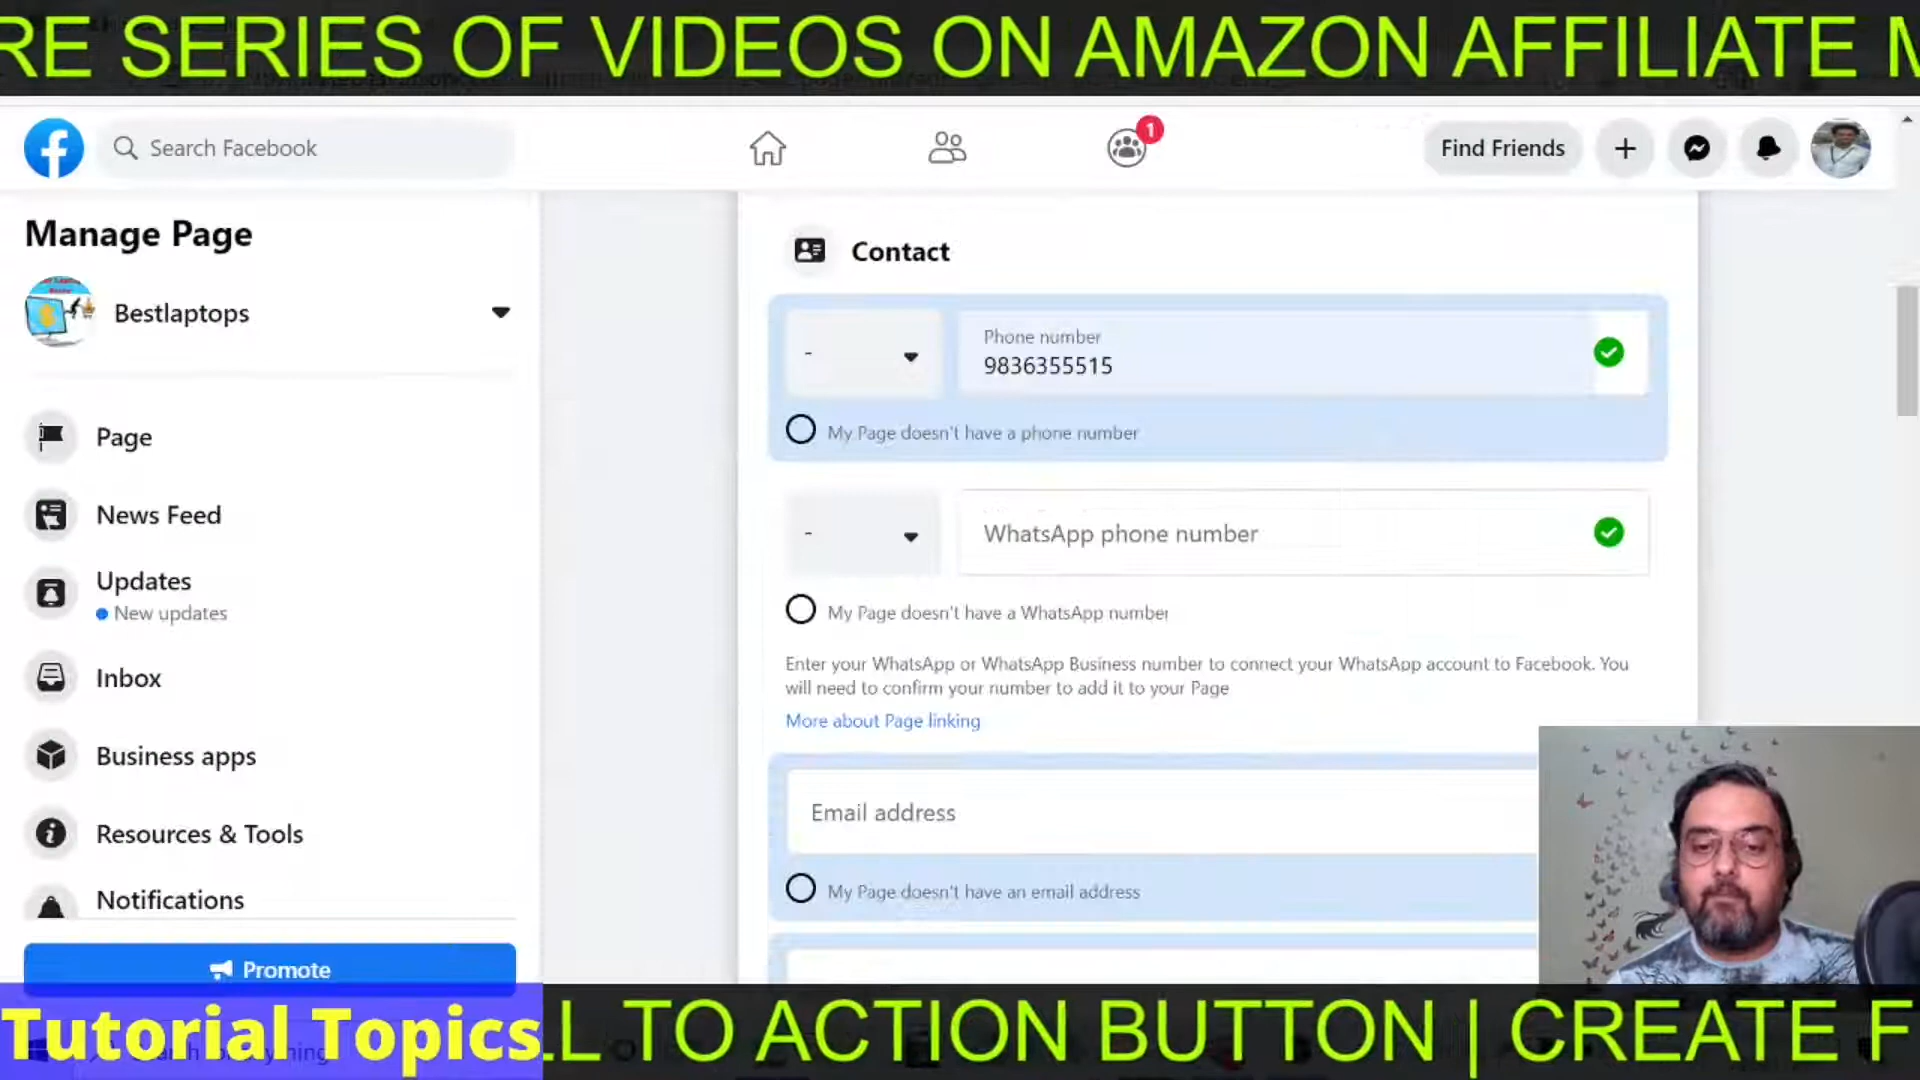 RE SERIES OF VIDEOS ON AMAZON AFFILIATE M
Search Facebook
1
Find Friends
Manage Page
Bestlaptops
Page
News Feed
Updates
New updates
Inbox
Business apps
Resources & Tools
Notifications
Promote
Contact
-
Phone number
9836355515
My Page doesn't have a phone number
-
WhatsApp phone number
My Page doesn't have a WhatsApp number
Enter your WhatsApp or WhatsApp Business number to connect your WhatsApp account to Facebook. You
will need to confirm your number to add it to your Page
More about Page linking
Email address
My Page doesn't have an email address
Tutorial Topics
LL TO ACTION BUTTON | CREATE F